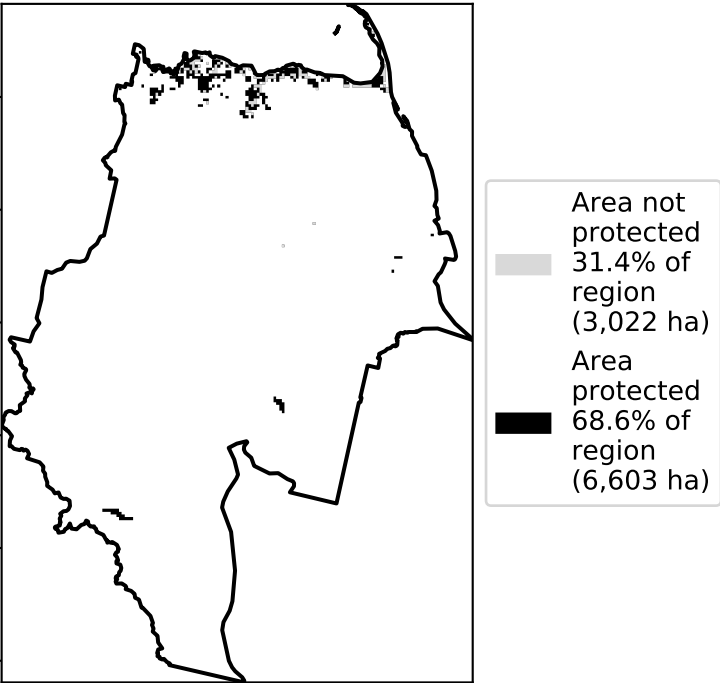 Area not
protected
31.4% of
region
(3,022 ha)
Area
protected
68.6% of
region
(6,603 ha)